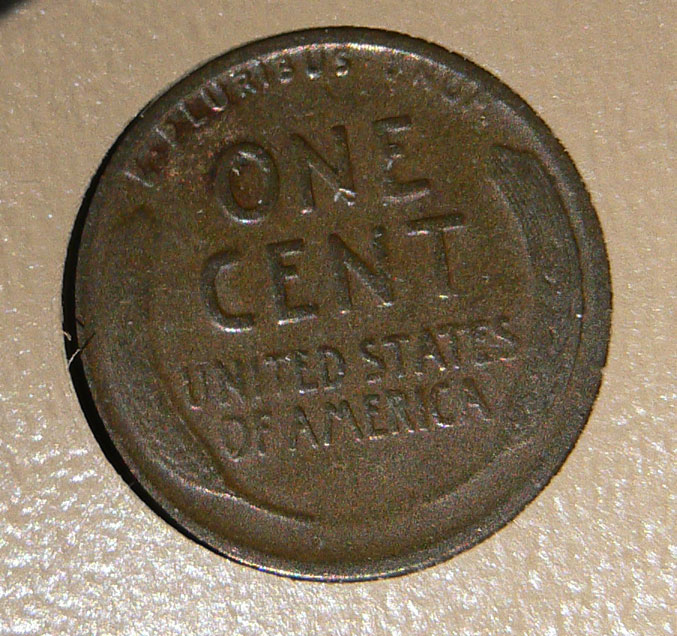 E PLURIBUS UNUM
ONE
CENT
UNITED STATES
OF AMERICA